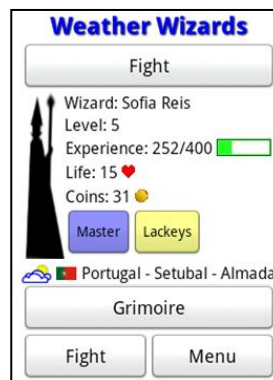 Weather Wizards
Fight
Wizard: Sofia Reis
Level: 5
Experience: 252/400
Life: 15
Coins: 31
Master Lackeys
Portugal - Setubal - Almada
Grimoire
Fight Menu